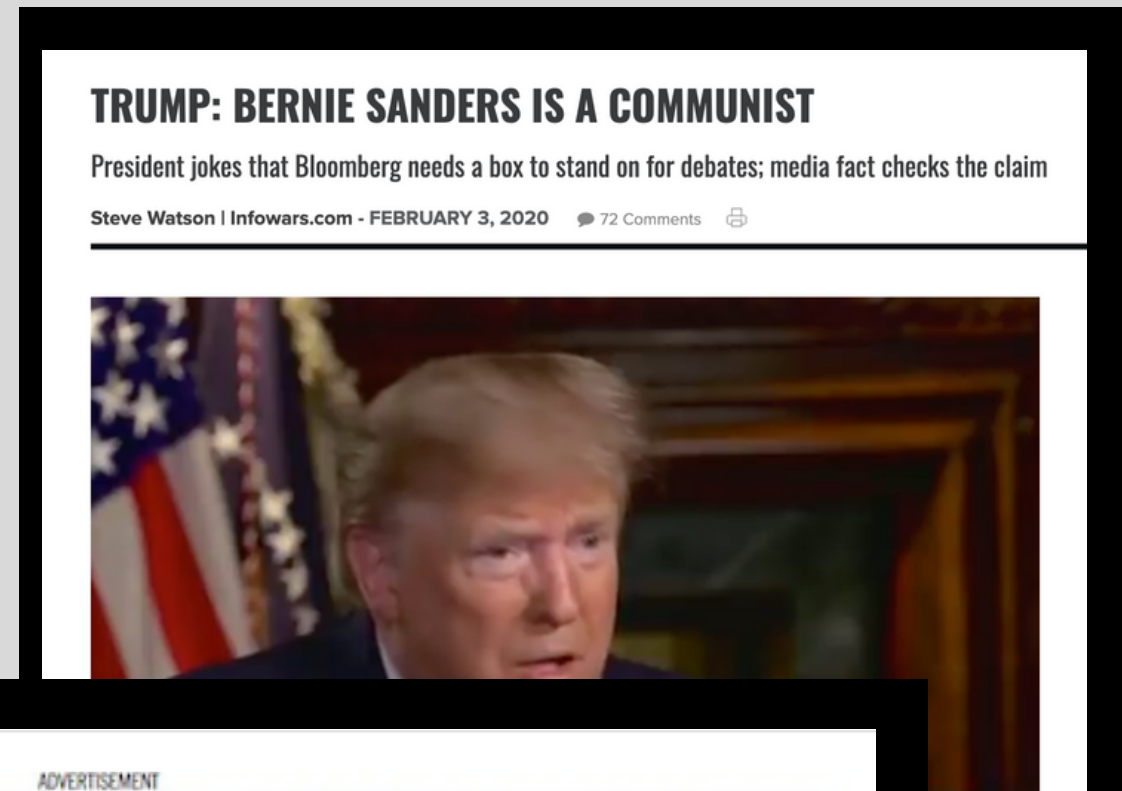 TRUMP: BERNIE SANDERS IS A COMMUNIST
President jokes that Bloomberg needs a box to stand on for debates; media fact checks the claim
Steve Watson | Infowars.com - FEBRUARY 3, 2020 72 Comments
ADVERTISEMENT